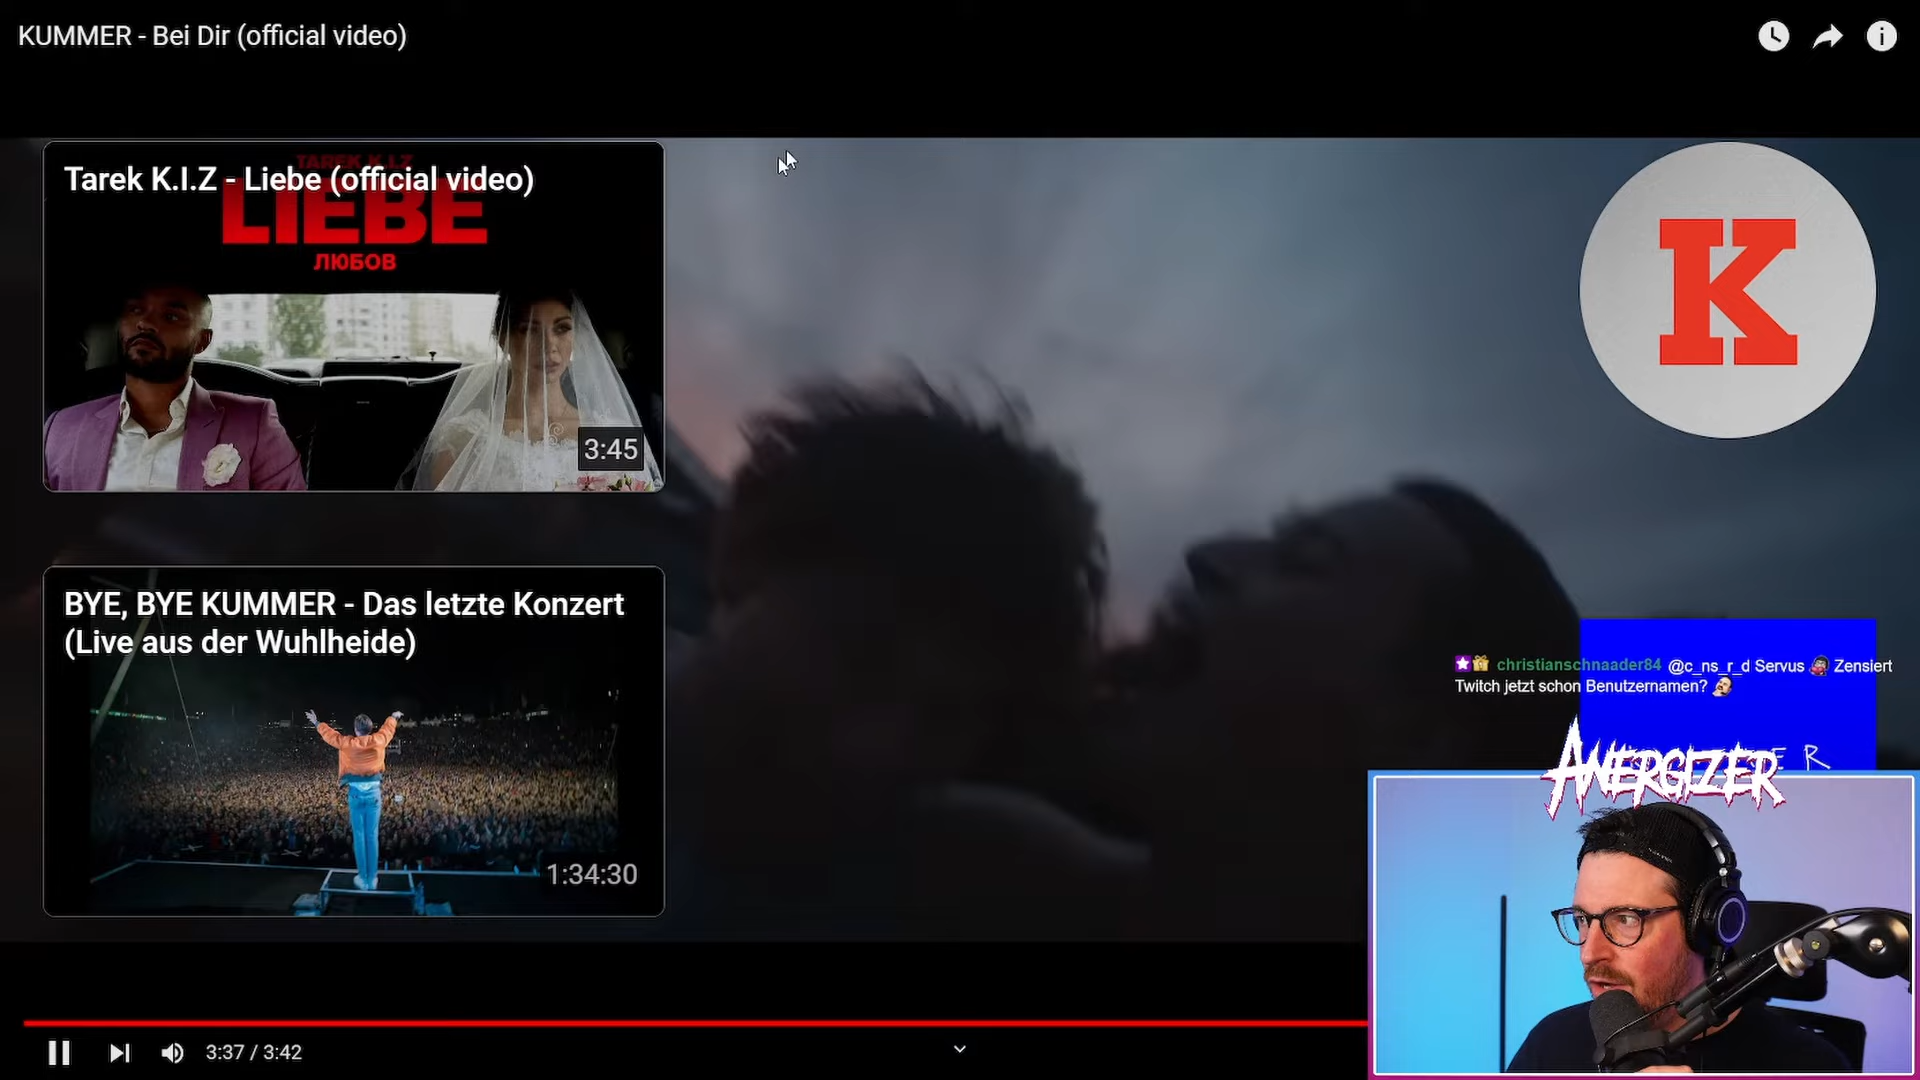 KUMMER - Bei Dir (official video)
TAREK K.I.Z
Tarek K.I.Z - Liebe (official video)
LIEBE
ЛЮБОВ
K
3:45
BYE, BYE KUMMER - Das letzte Konzert
(Live aus der Wuhlheide)
1:34:30
christianschnaader84 @c_ns_r_d Servus Zensiert
Twitch jetzt schon Benutzernamen?
E R
ANERGIZER
3:37 / 3:42